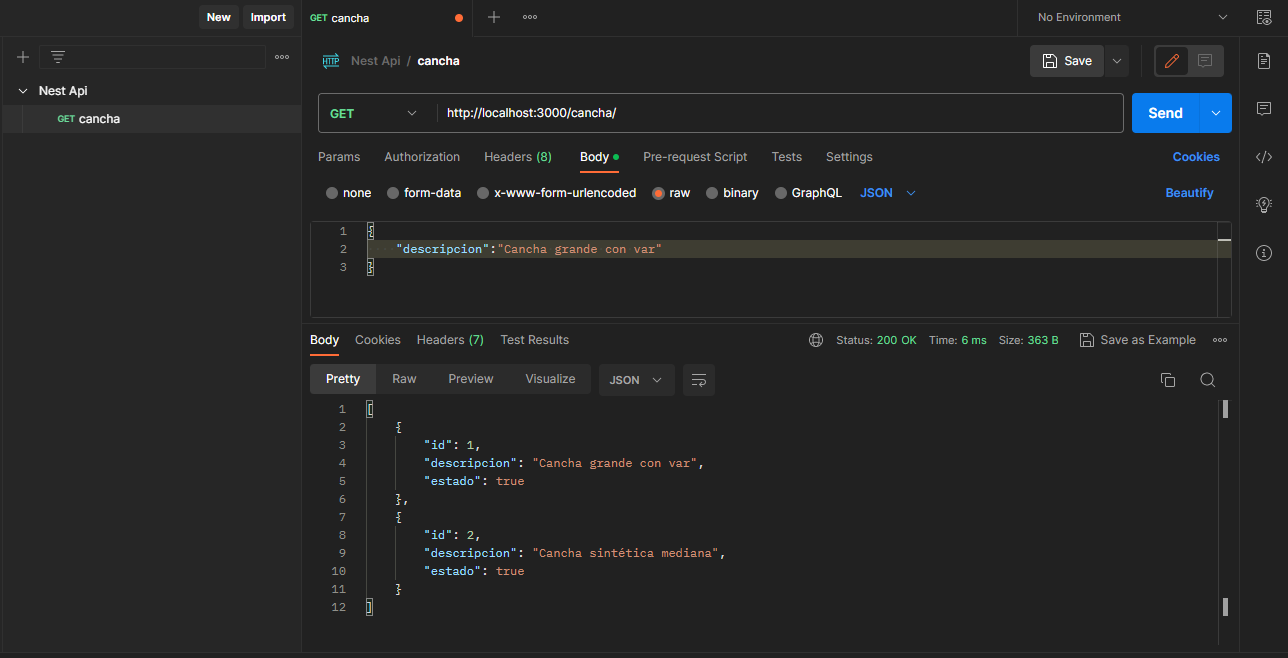 New Import GET cancha No Environment
HTTP Nest Api / cancha Save
Nest Api
GET cancha
GET http://localhost:3000/cancha/ Send
Params Authorization Headers (8) Body Pre-request Script Tests Settings Cookies
none form-data x-www-form-urlencoded raw binary GraphQL JSON Beautify
1 {
2 "descripcion":"Cancha grande con var"
3 }
Body Cookies Headers (7) Test Results Status: 200 OK Time: 6 ms Size: 363 B Save as Example
Pretty Raw Preview Visualize JSON
1 [
2 {
3 "id": 1,
4 "descripcion": "Cancha grande con var",
5 "estado": true
6 },
7 {
8 "id": 2,
9 "descripcion": "Cancha sintética mediana",
10 "estado": true
11 }
12 ]